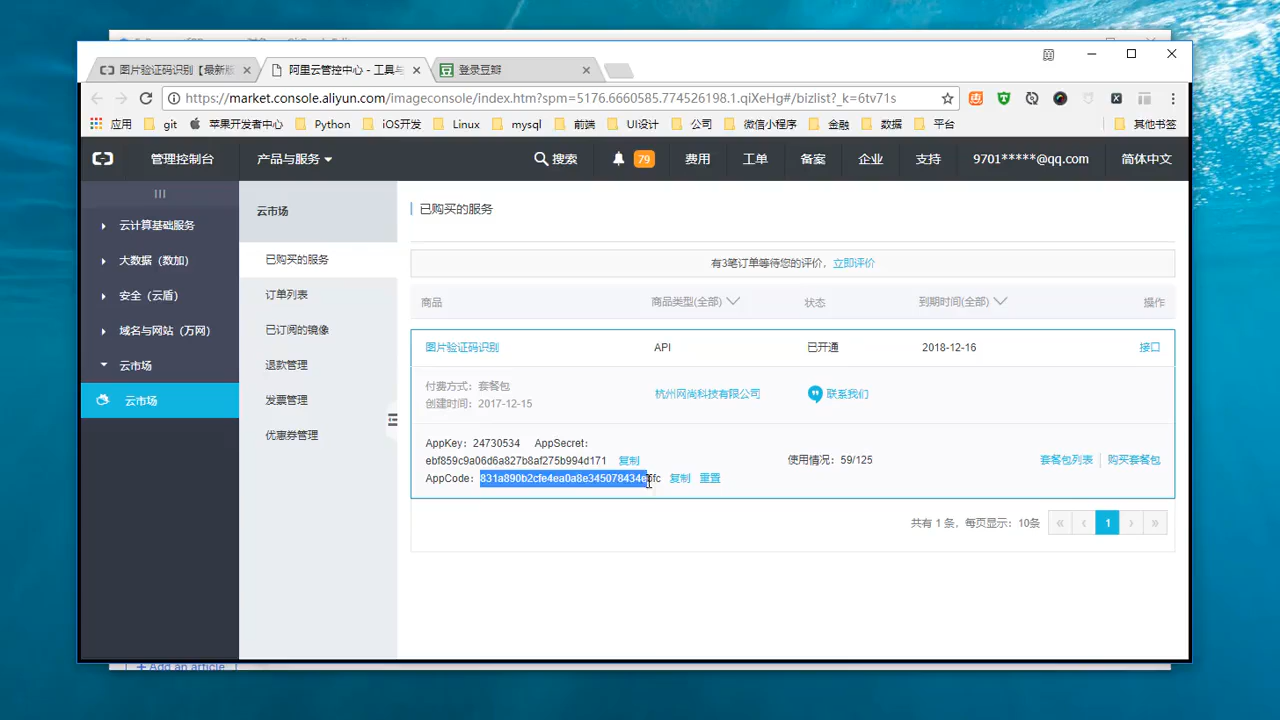 图片验证码识别【最新版
阿里云管控中心 - 工具与
登录豆瓣
https://market.console.aliyun.com/imageconsole/index.htm?spm=5176.6660585.774526198.1.qiXeHg#/bizlist?_k=6tv71s
应用 git 苹果开发者中心 Python iOS开发 Linux mysql 前端 UI设计 公司 微信小程序 金融 数据 平台 其他书签
管理控制台 产品与服务 搜索 79 费用 工单 备案 企业 支持 9701*****@qq.com 简体中文
云计算基础服务
大数据（数加）
安全（云盾）
域名与网站（万网）
云市场
云市场
云市场
已购买的服务
订单列表
已订阅的镜像
退款管理
发票管理
优惠券管理
已购买的服务
有3笔订单等待您的评价，立即评价
商品 商品类型(全部) 状态 到期时间(全部) 操作
图片验证码识别 API 已开通 2018-12-16 接口
付费方式：套餐包
创建时间：2017-12-15
杭州网尚科技有限公司 联系我们
AppKey：24730534 AppSecret:
ebf859c9a06d6a827b8af275b994d171 复制
AppCode：831a890b2cfe4ea0a8e345078434e6fc 复制 重置
使用情况：59/125 套餐包列表 购买套餐包
共有 1 条，每页显示：10条 « ‹ 1 › »
+ Add an article